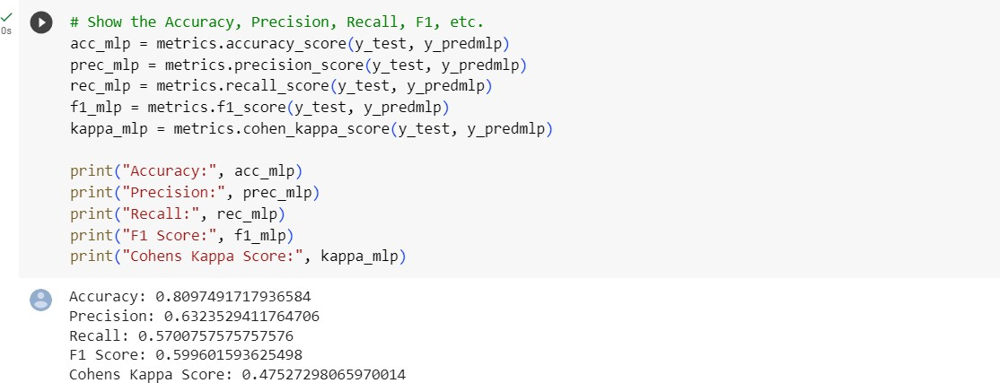 0s
# Show the Accuracy, Precision, Recall, F1, etc.
acc_mlp = metrics.accuracy_score(y_test, y_predmlp)
prec_mlp = metrics.precision_score(y_test, y_predmlp)
rec_mlp = metrics.recall_score(y_test, y_predmlp)
f1_mlp = metrics.f1_score(y_test, y_predmlp)
kappa_mlp = metrics.cohen_kappa_score(y_test, y_predmlp)
print("Accuracy:", acc_mlp)
print("Precision:", prec_mlp)
print("Recall:", rec_mlp)
print("F1 Score:", f1_mlp)
print("Cohens Kappa Score:", kappa_mlp)
Accuracy: 0.8097491717936584
Precision: 0.6323529411764706
Recall: 0.5700757575757576
F1 Score: 0.599601593625498
Cohens Kappa Score: 0.47527298065970014